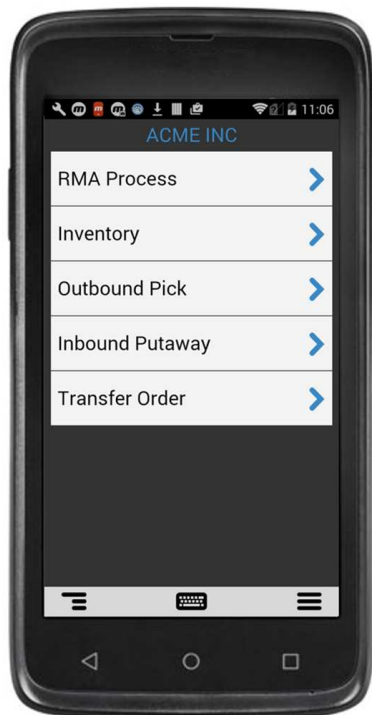 11:06
ACME INC
RMA Process
Inventory
Outbound Pick
Inbound Putaway
Transfer Order